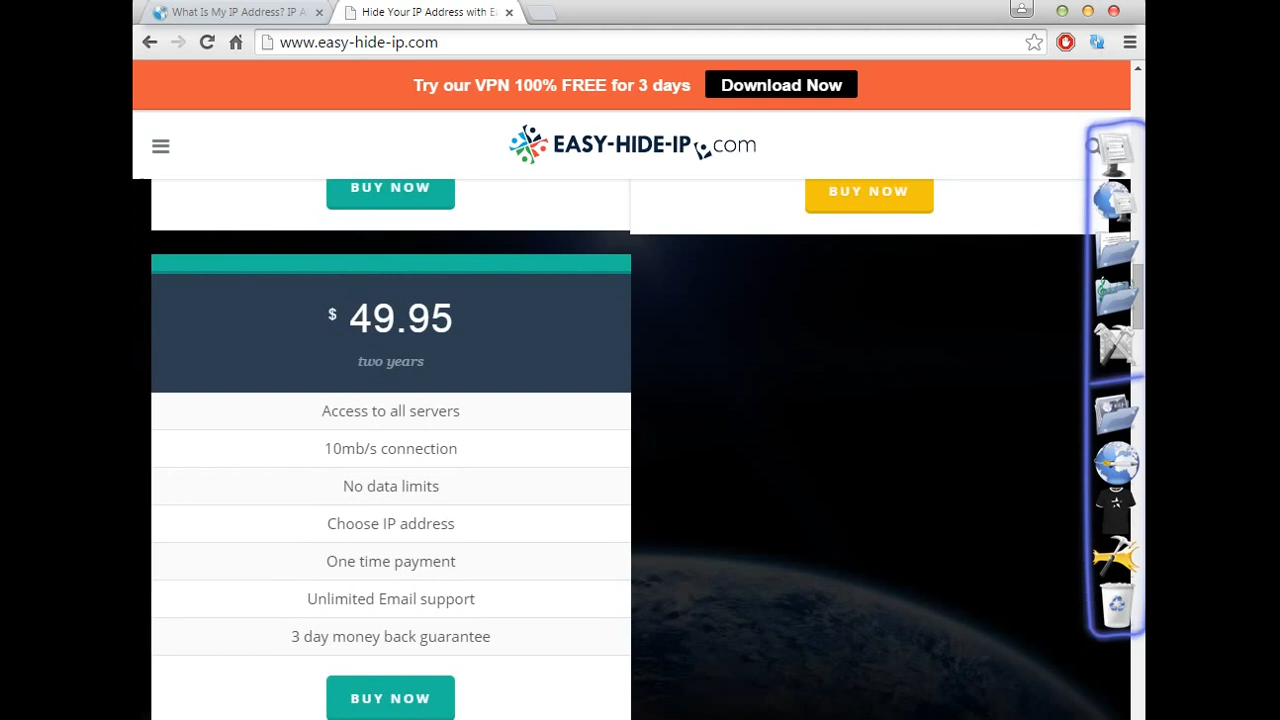 What Is My IP Address? IP A
Hide Your IP Address with E
www.easy-hide-ip.com
Try our VPN 100% FREE for 3 days
Download Now
EASY-HIDE-IP.com
BUY NOW
BUY NOW
$ 49.95
two years
Access to all servers
10mb/s connection
No data limits
Choose IP address
One time payment
Unlimited Email support
3 day money back guarantee
BUY NOW